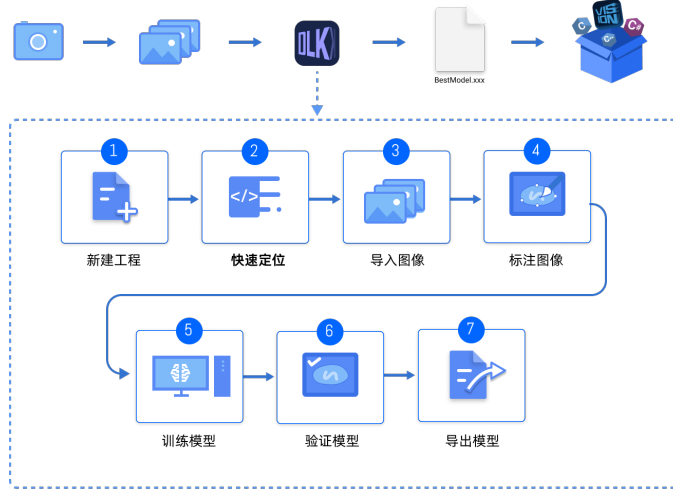 DLK
BestModel.xxx
VIS
ION
C
C#
C++
1
2
3
4
新建工程
快速定位
导入图像
标注图像
5
6
7
训练模型
验证模型
导出模型